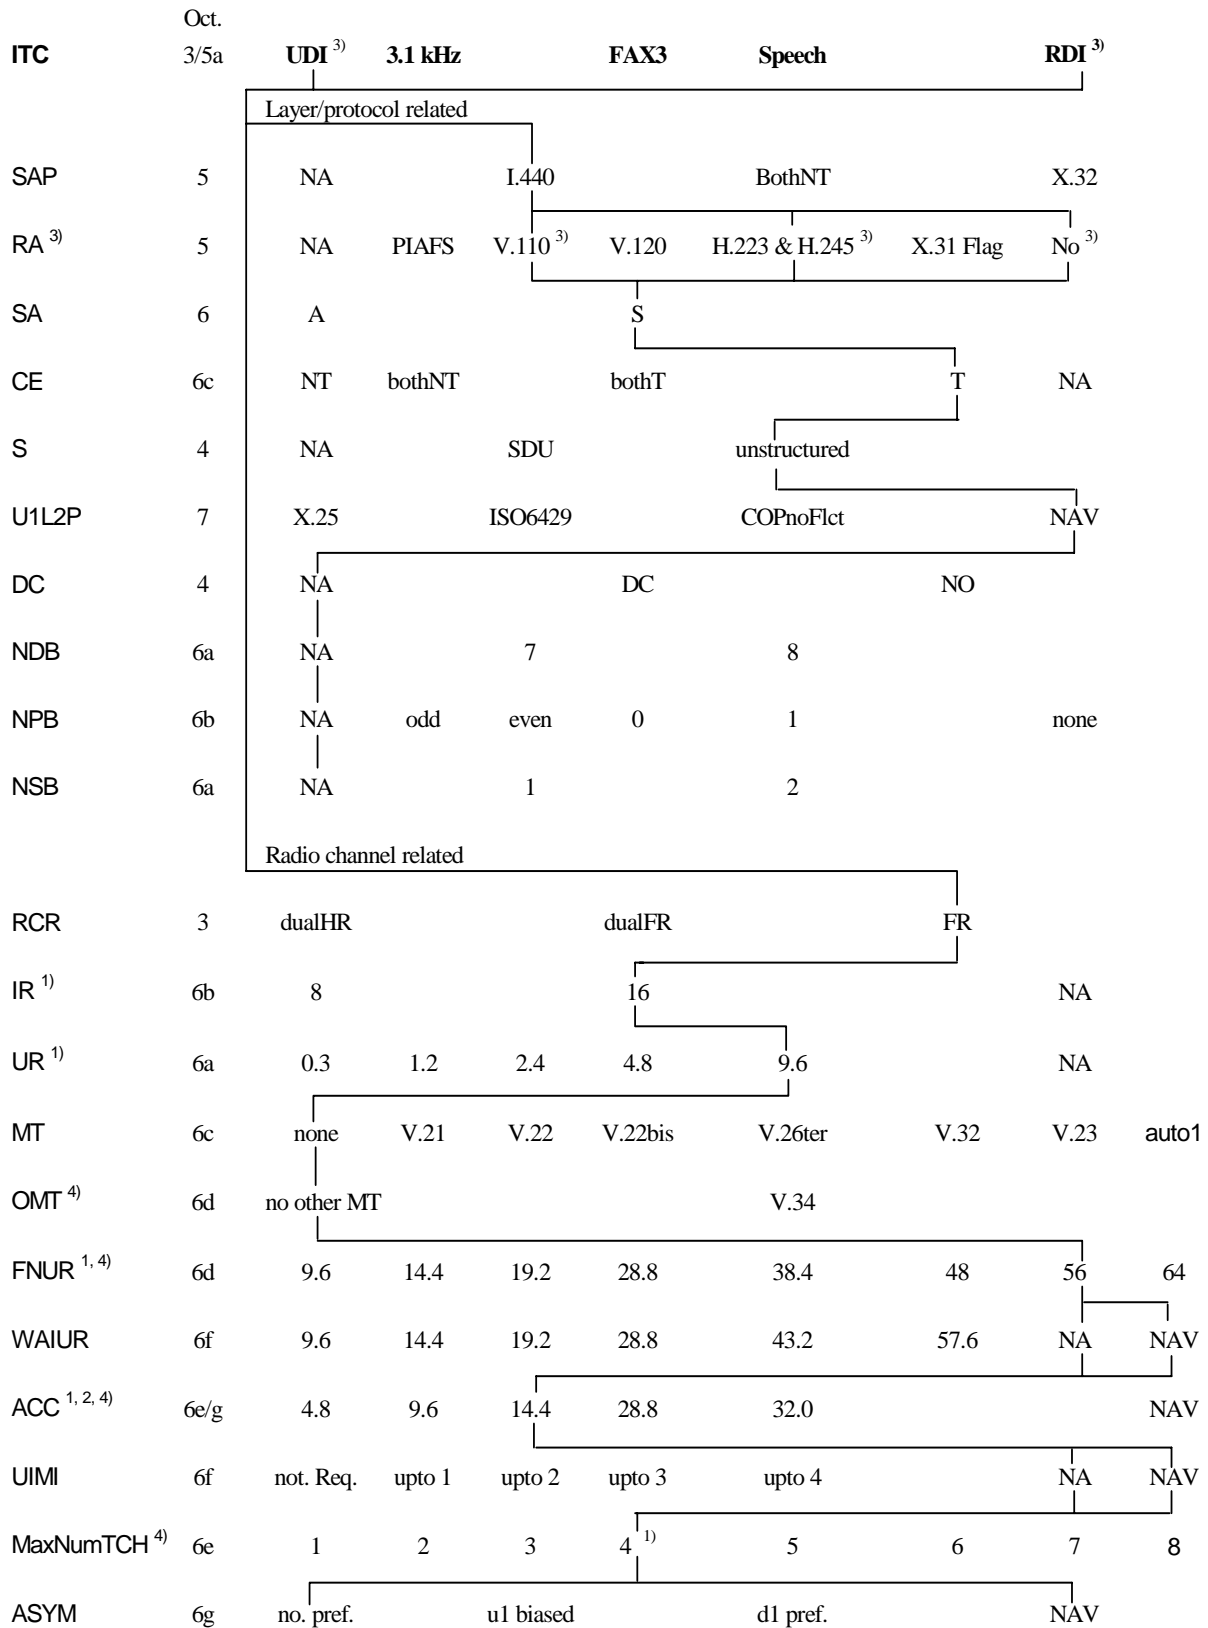 Oct.
ITC 3/5a UDI 3) 3.1 kHz FAX3 Speech RDI 3)
Layer/protocol related
SAP 5 NA I.440 BothNT X.32
RA 3) 5 NA PIAFS V.110 3) V.120 H.223 & H.245 3) X.31 Flag No 3)
SA 6 A S
CE 6c NT bothNT bothT T NA
S 4 NA SDU unstructured
U1L2P 7 X.25 ISO6429 COPnoFlct NAV
DC 4 NA DC NO
NDB 6a NA 7 8
NPB 6b NA odd even 0 1 none
NSB 6a NA 1 2
Radio channel related
RCR 3 dualHR dualFR FR
IR 1) 6b 8 16 NA
UR 1) 6a 0.3 1.2 2.4 4.8 9.6 NA
MT 6c none V.21 V.22 V.22bis V.26ter V.32 V.23 auto1
OMT 4) 6d no other MT V.34
FNUR 1, 4) 6d 9.6 14.4 19.2 28.8 38.4 48 56 64
WAIUR 6f 9.6 14.4 19.2 28.8 43.2 57.6 NA NAV
ACC 1, 2, 4) 6e/g 4.8 9.6 14.4 28.8 32.0 NAV
UIMI 6f not. Req. upto 1 upto 2 upto 3 upto 4 NA NAV
MaxNumTCH 4) 6e 1 2 3 4 1) 5 6 7 8
ASYM 6g no. pref. u1 biased d1 pref. NAV